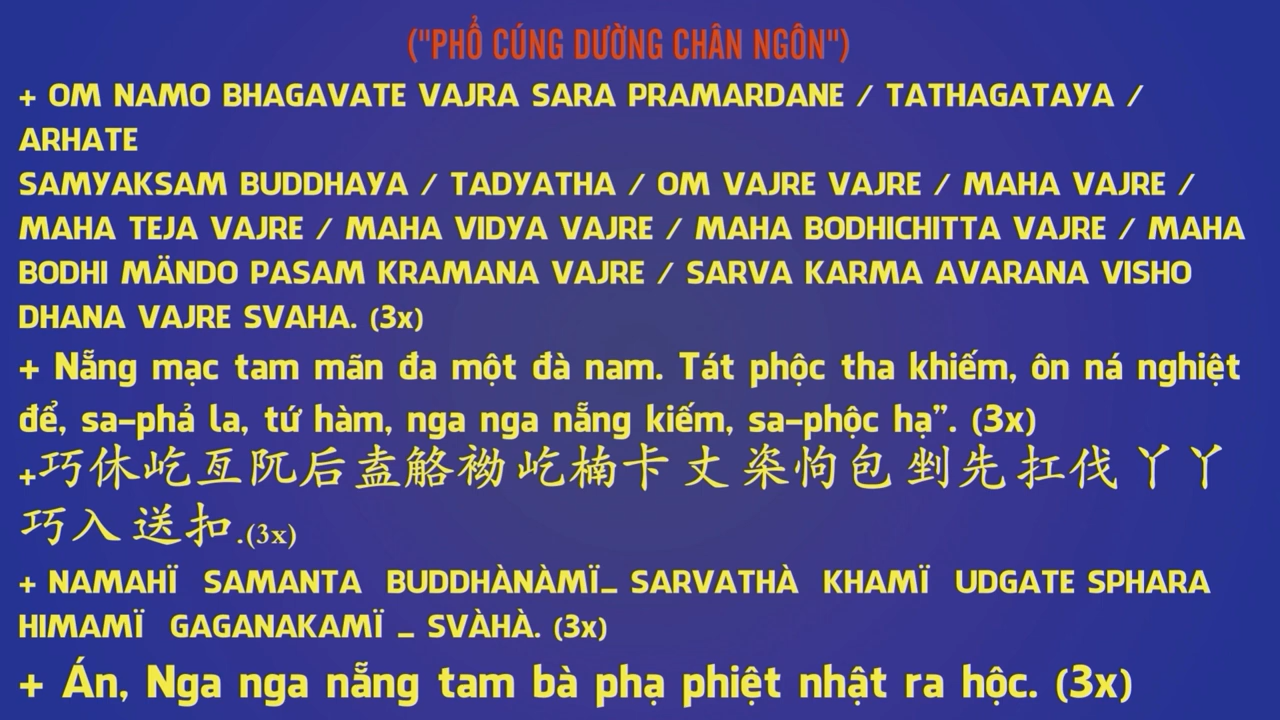 ("PHỔ CÚNG DƯỜNG CHÂN NGÔN")
+ OM NAMO BHAGAVATE VAJRA SARA PRAMARDANE / TATHAGATAYA /
ARHATE
SAMYAKSAM BUDDHAYA / TADYATHA / OM VAJRE VAJRE / MAHA VAJRE /
MAHA TEJA VAJRE / MAHA VIDYA VAJRE / MAHA BODHICHITTA VAJRE / MAHA
BODHI MÄNDO PASAM KRAMANA VAJRE / SARVA KARMA AVARANA VISHO
DHANA VAJRE SVAHA. (3x)
+ Nẵng mạc tam mãn đa một đà nam. Tát phộc tha khiếm, ôn ná nghiệt
để, sa-phả la, tứ hàm, nga nga nẵng kiếm, sa-phộc hạ”. (3x)
+巧休屹亙阢后盍觡袎屹楠卡丈栥恦包剉先扛伐丫丫
巧入送扣.(3x)
+ NAMAHÏ SAMANTA BUDDHÀNÀMÏ_ SARVATHÀ KHAMÏ UDGATE SPHARA
HIMAMÏ GAGANAKAMÏ _ SVÀHÀ. (3x)
+ Án, Nga nga nẵng tam bà phạ phiệt nhật ra hộc. (3x)